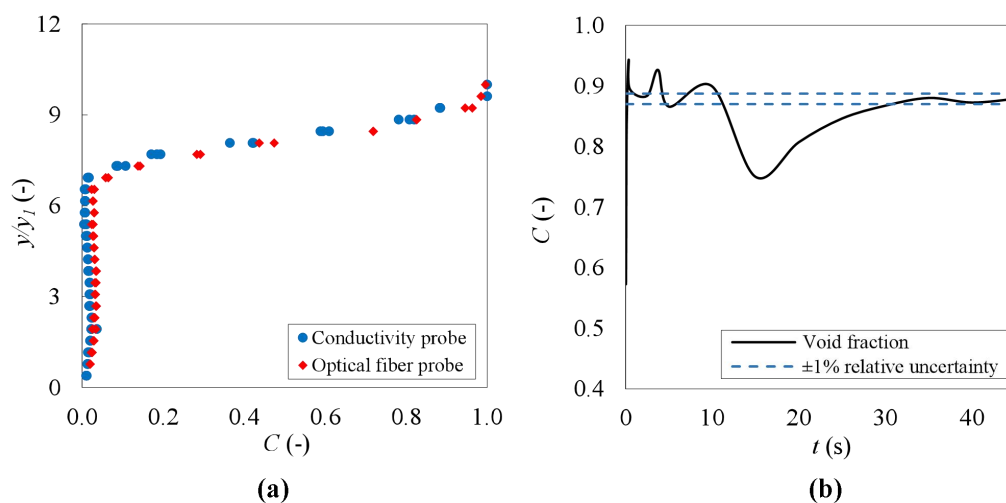 12
9
6
3
0
y/y1 (-)
0.0 0.2 0.4 0.6 0.8 1.0
C (-)
Conductivity probe
Optical fiber probe
(a)
1.0
0.9
0.8
0.7
0.6
0.5
0.4
C (-)
0 10 20 30 40
t (s)
Void fraction
±1% relative uncertainty
(b)